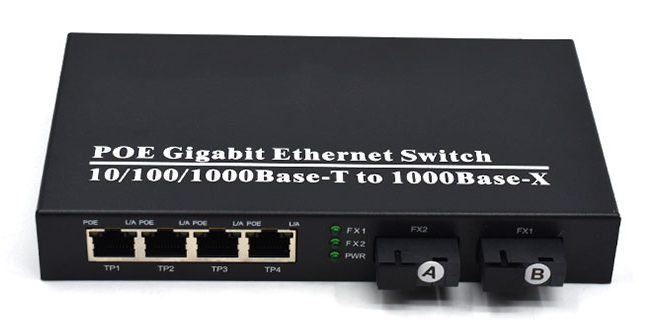 POE Gigabit Ethernet Switch
10/100/1000Base-T to 1000Base-X
POE L/A POE L/A POE L/A POE L/A
TP1 TP2 TP3 TP4
FX1
FX2
PWR
FX2 FX1
A B